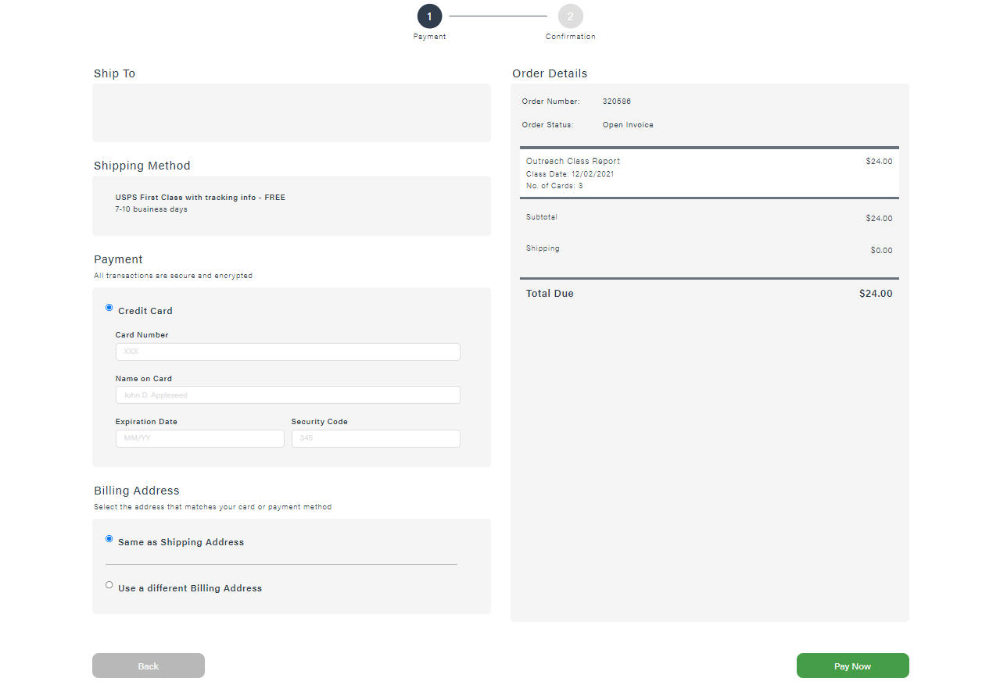 1
2
Payment
Confirmation
Ship To
Shipping Method
USPS First Class with tracking info - FREE
7-10 business days
Payment
All transactions are secure and encrypted
Credit Card
Card Number
XXX
Name on Card
John D. Appleseed
Expiration Date
Security Code
MM/YY
345
Billing Address
Select the address that matches your card or payment method
Same as Shipping Address
Use a different Billing Address
Order Details
Order Number: 320586
Order Status: Open Invoice
Outreach Class Report $24.00
Class Date: 12/02/2021
No. of Cards: 3
Subtotal $24.00
Shipping $0.00
Total Due $24.00
Back
Pay Now